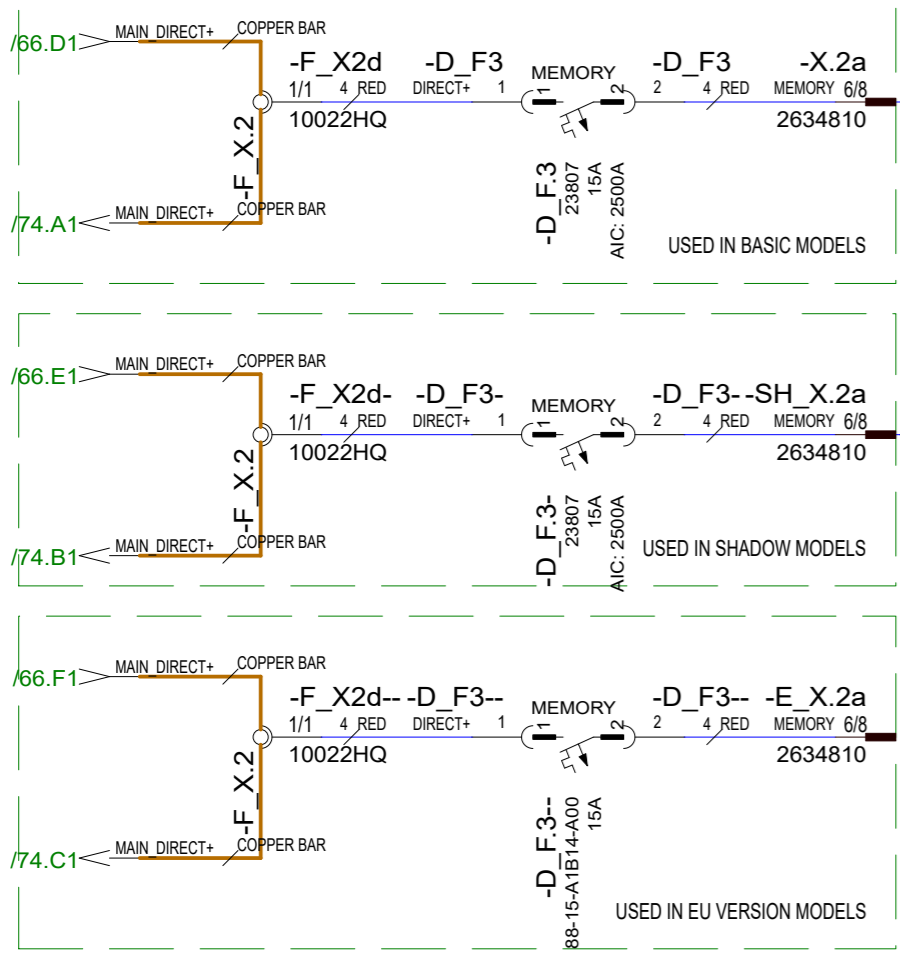 /66.D1 MAIN_DIRECT+ COPPER BAR
-F_X2d -D_F3 MEMORY -D_F3 -X.2a
1/1 4 RED DIRECT+ 1 1 2 2 4 RED MEMORY 6/8
10022HQ 2634810
-F_X.2
-D_F.3
23807
15A
AIC: 2500A
/74.A1 MAIN_DIRECT+ COPPER BAR
USED IN BASIC MODELS
/66.E1 MAIN_DIRECT+ COPPER BAR
-F_X2d- -D_F3- MEMORY -D_F3- -SH_X.2a
1/1 4 RED DIRECT+ 1 1 2 2 4 RED MEMORY 6/8
10022HQ 2634810
-F_X.2
-D_F.3-
23807
15A
AIC: 2500A
/74.B1 MAIN_DIRECT+ COPPER BAR
USED IN SHADOW MODELS
/66.F1 MAIN_DIRECT+ COPPER BAR
-F_X2d-- -D_F3-- MEMORY -D_F3-- -E_X.2a
1/1 4 RED DIRECT+ 1 1 2 2 4 RED MEMORY 6/8
10022HQ 2634810
-F_X.2
-D_F.3--
88-15-A1B14-A00
15A
/74.C1 MAIN_DIRECT+ COPPER BAR
USED IN EU VERSION MODELS